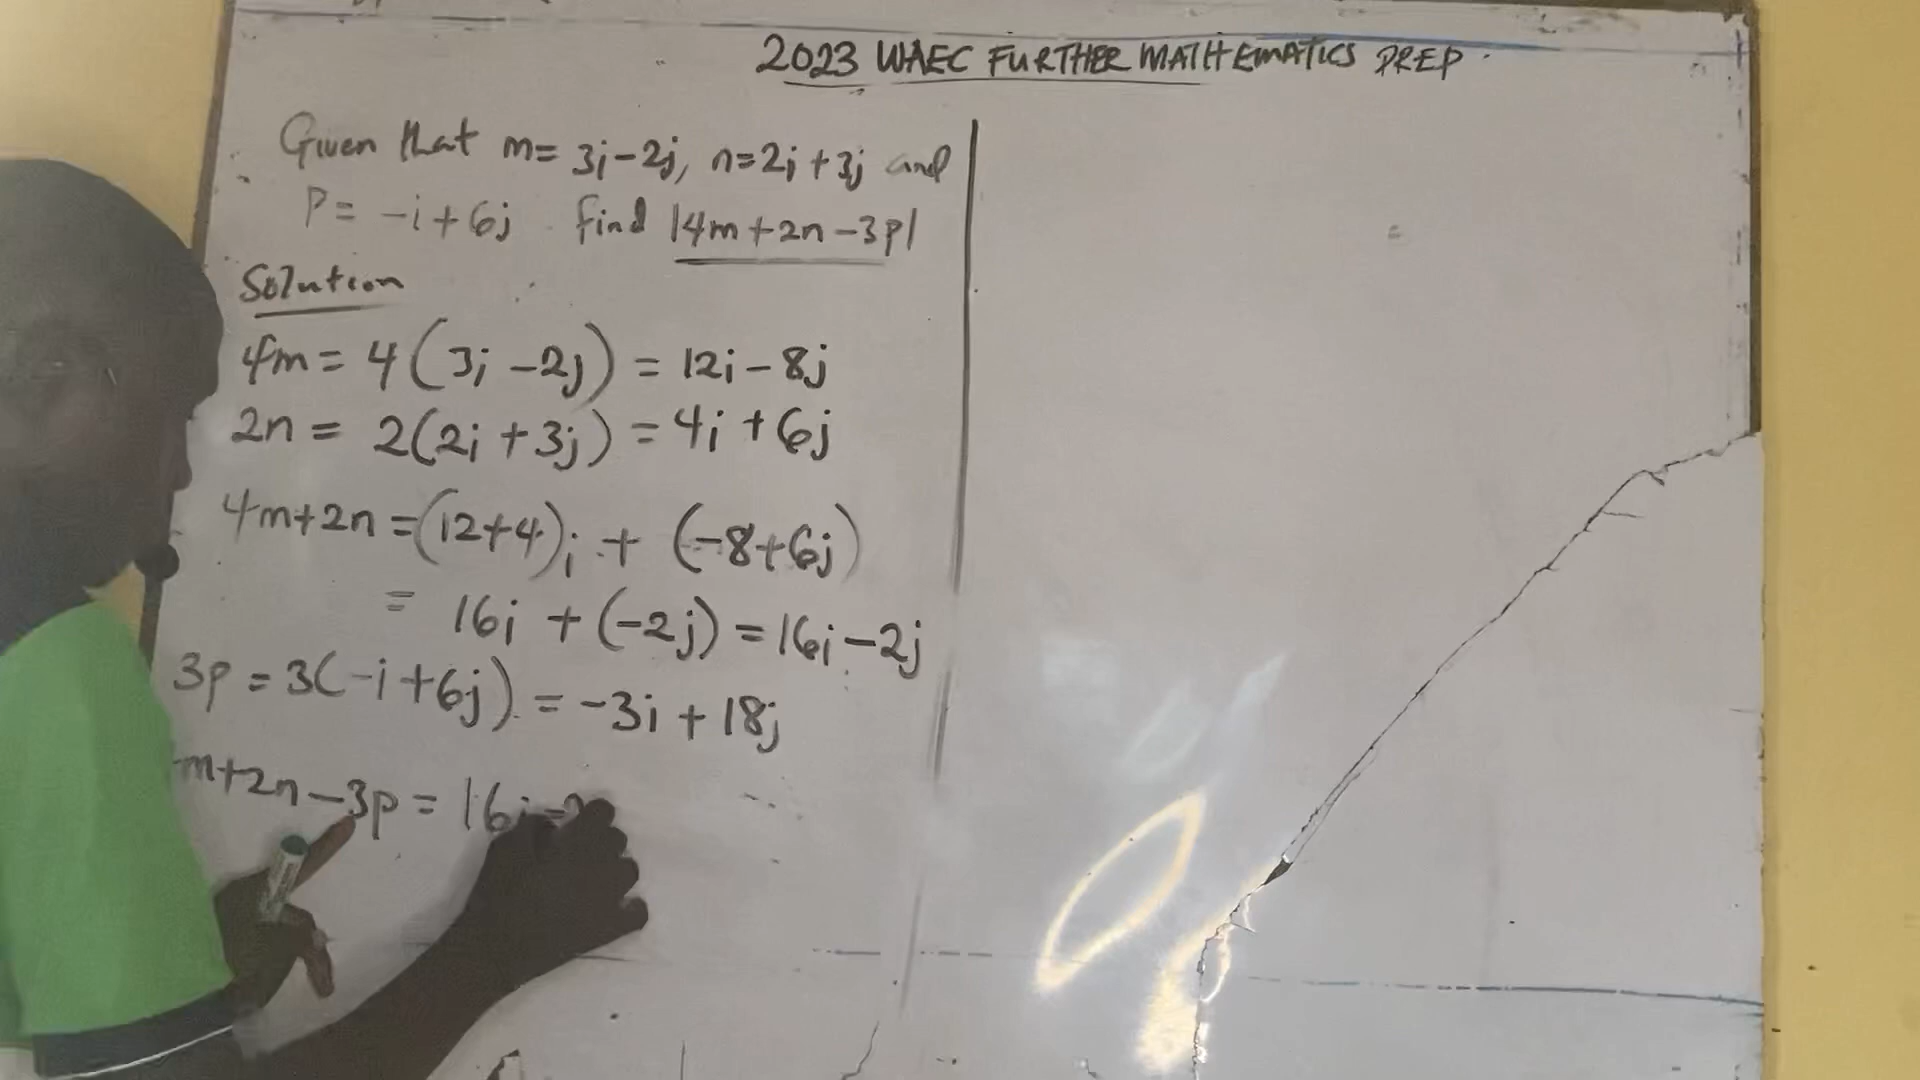 2023 WAEC FURTHER MATHEMATICS PREP
Given that m= 3i-2j, n=2i+3j and
P= -i+6j find |4m+2n-3p|
Solution
4m = 4(3i-2j) = 12i-8j
2n = 2(2i+3j) = 4i+6j
4m+2n =(12+4)i + (-8+6j)
= 16i + (-2j) = 16i-2j
3p = 3(-i+6j) = -3i+18j
m+2n-3p = 16i-2